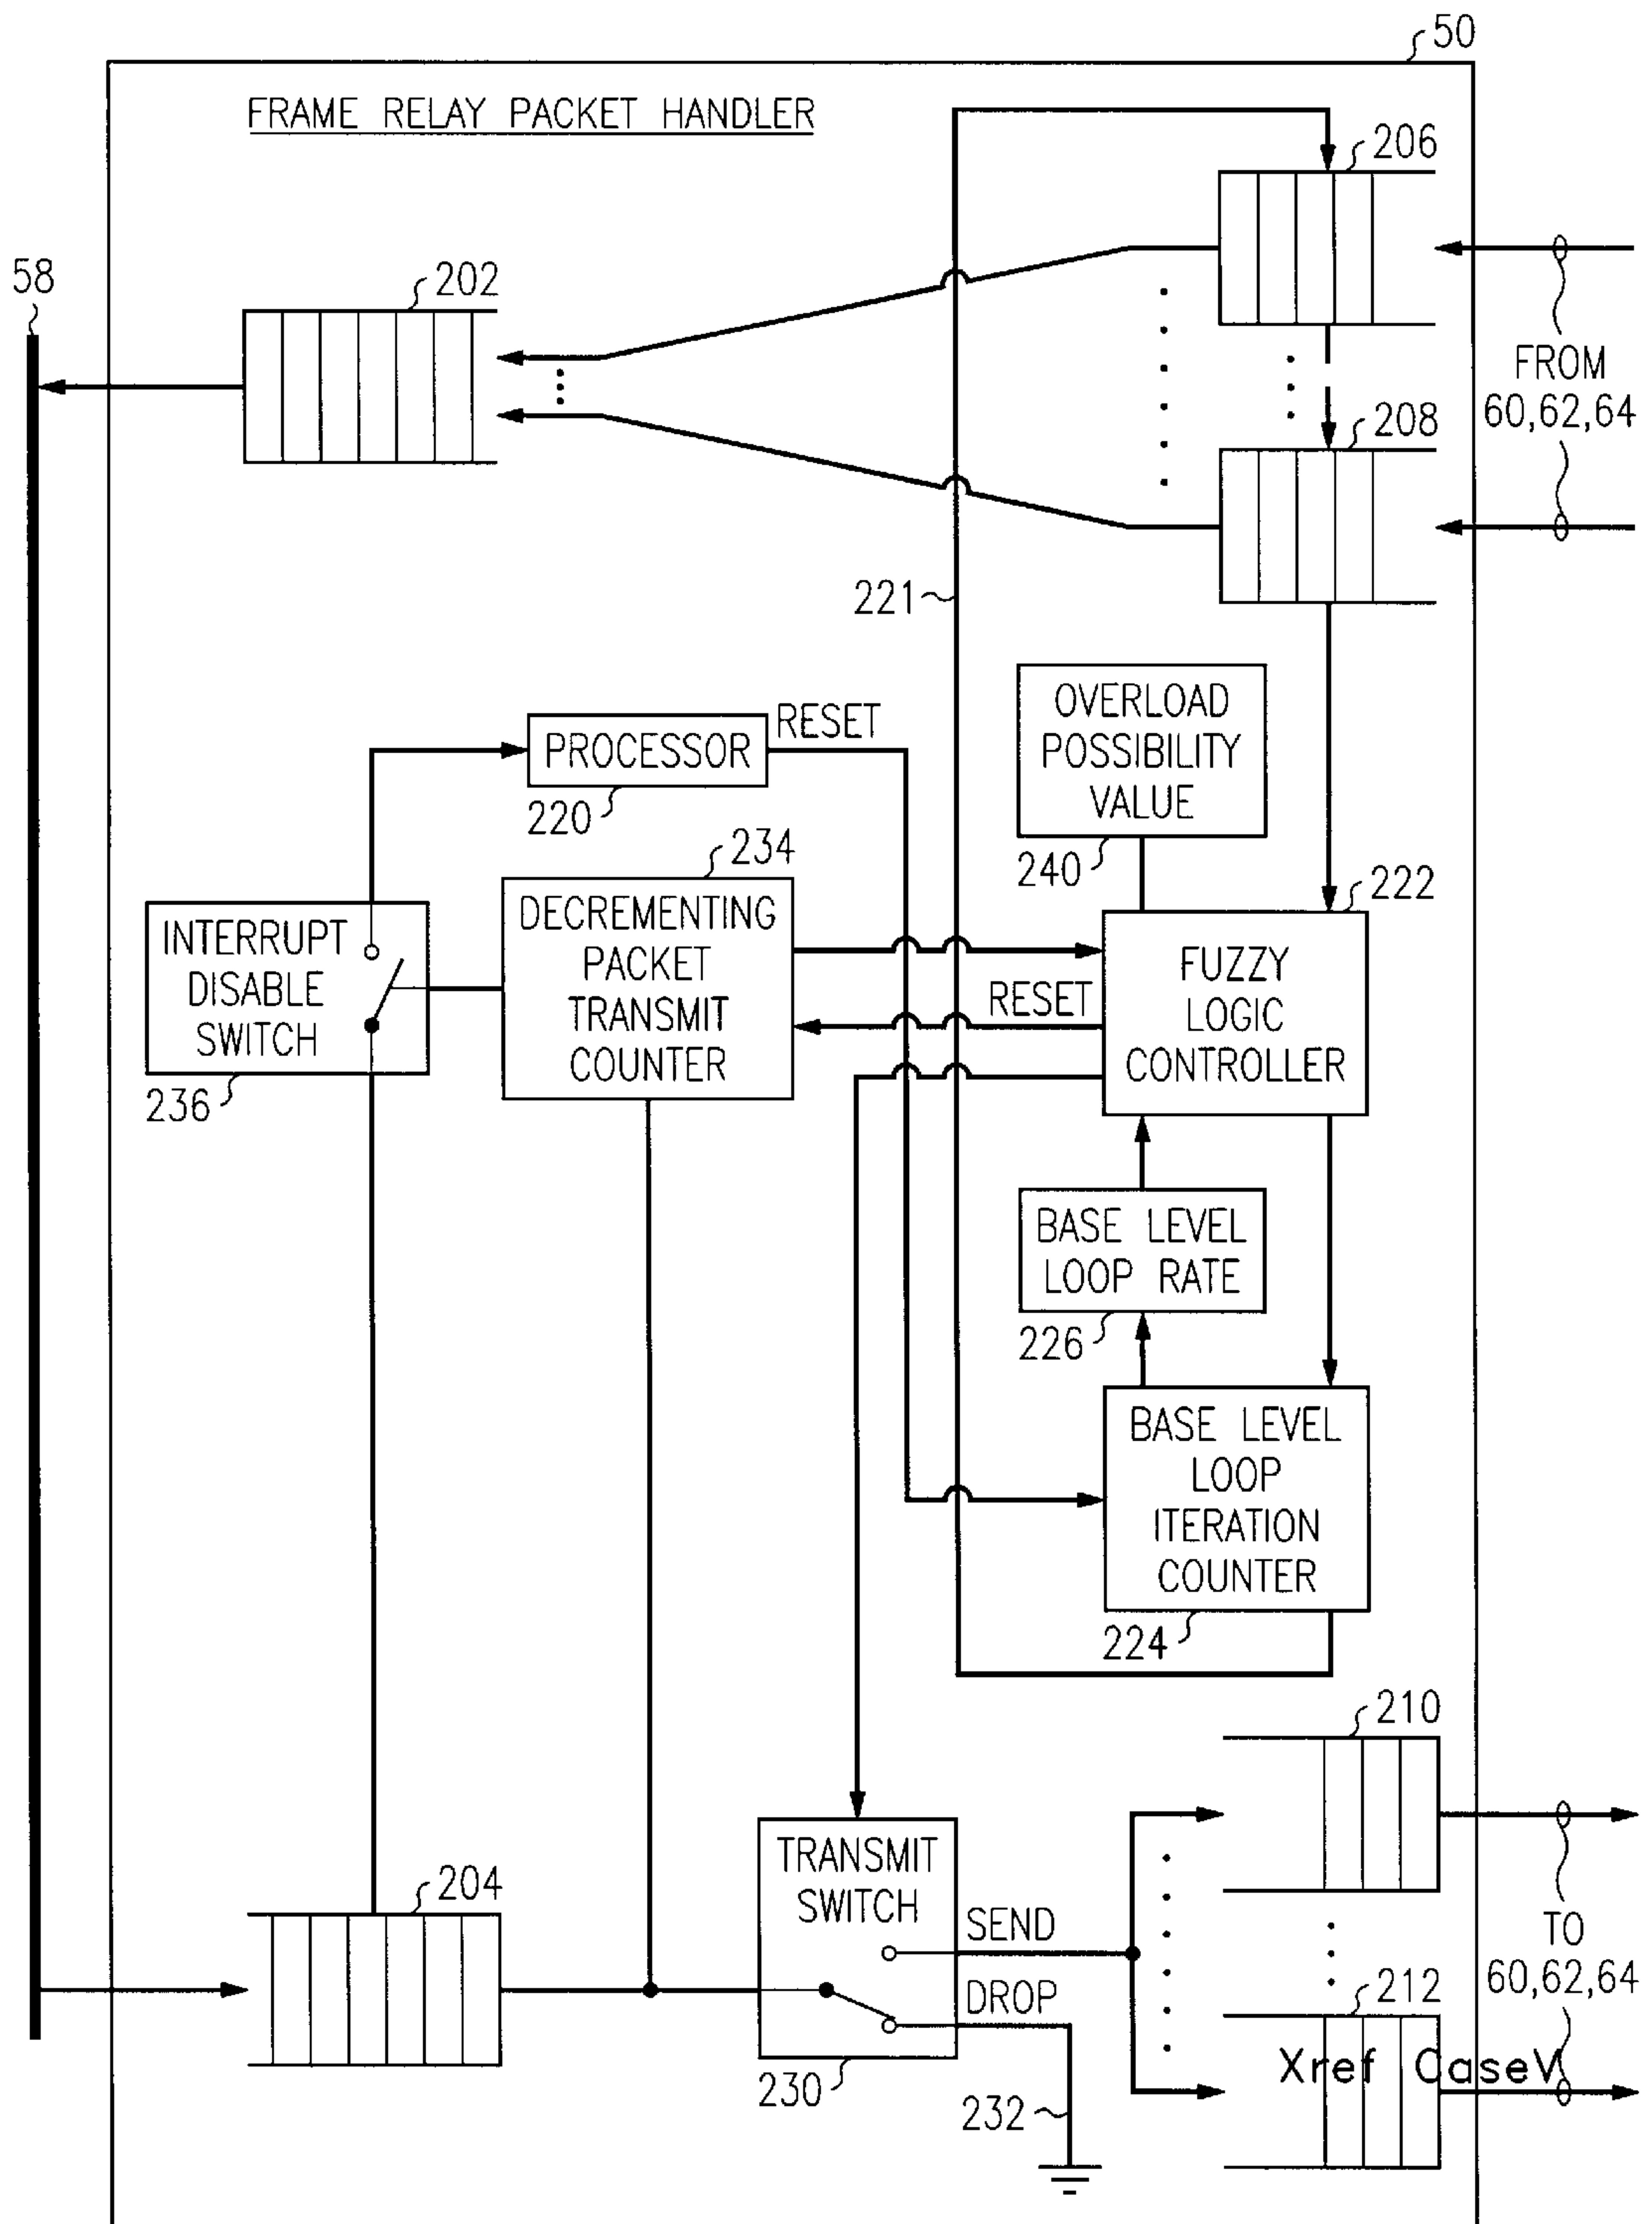 50
FRAME RELAY PACKET HANDLER
206
58
202
FROM
60,62,64
208
221
OVERLOAD
POSSIBILITY
VALUE
240
PROCESSOR
RESET
220
234
222
INTERRUPT
DISABLE
SWITCH
236
DECREMENTING
PACKET
TRANSMIT
COUNTER
RESET
FUZZY
LOGIC
CONTROLLER
BASE LEVEL
LOOP RATE
226
BASE LEVEL
LOOP
ITERATION
COUNTER
224
210
204
TRANSMIT
SWITCH
SEND
DROP
230
232
TO
60,62,64
212
Xref CaseV